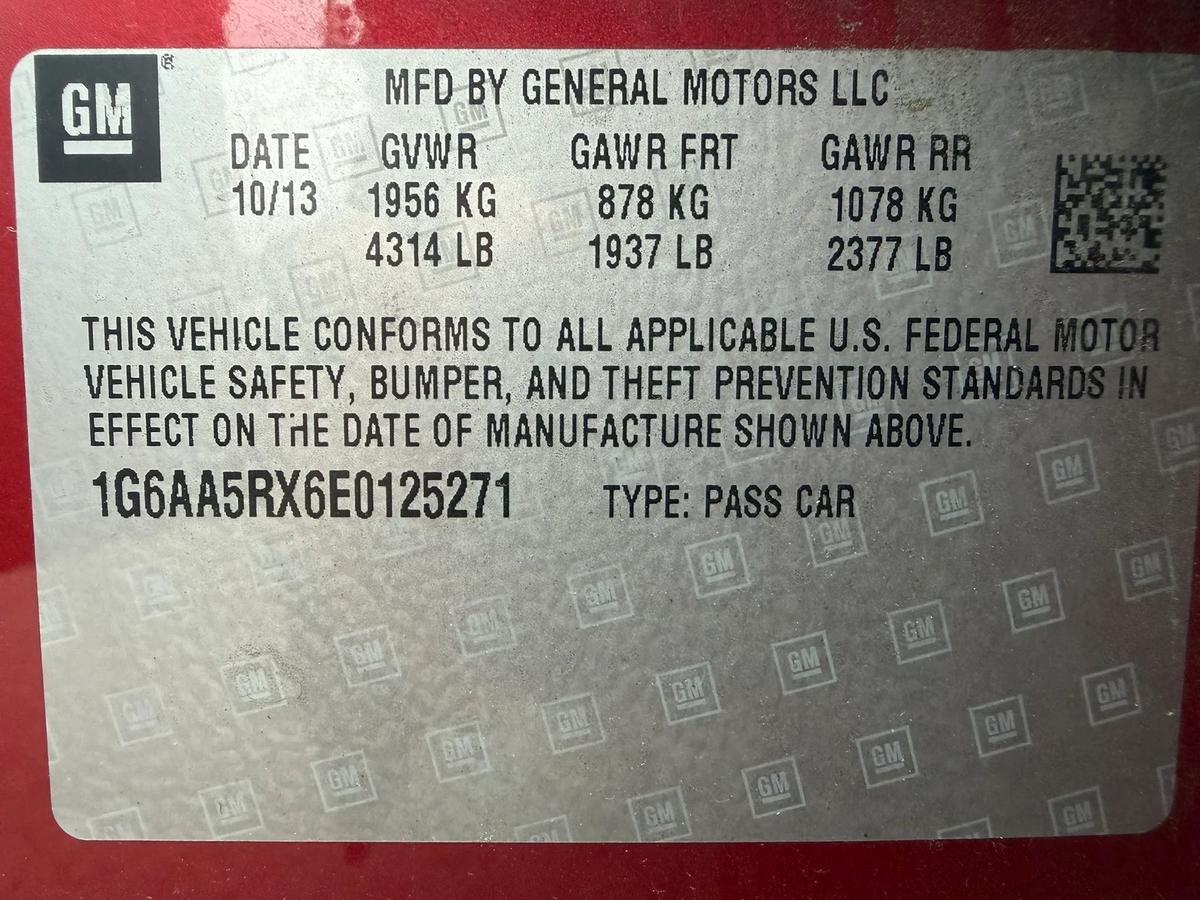 GM®
MFD BY GENERAL MOTORS LLC
DATE GVWR GAWR FRT GAWR RR
10/13 1956 KG 878 KG 1078 KG
4314 LB 1937 LB 2377 LB
THIS VEHICLE CONFORMS TO ALL APPLICABLE U.S. FEDERAL MOTOR
VEHICLE SAFETY, BUMPER, AND THEFT PREVENTION STANDARDS IN
EFFECT ON THE DATE OF MANUFACTURE SHOWN ABOVE.
1G6AA5RX6E0125271 TYPE: PASS CAR